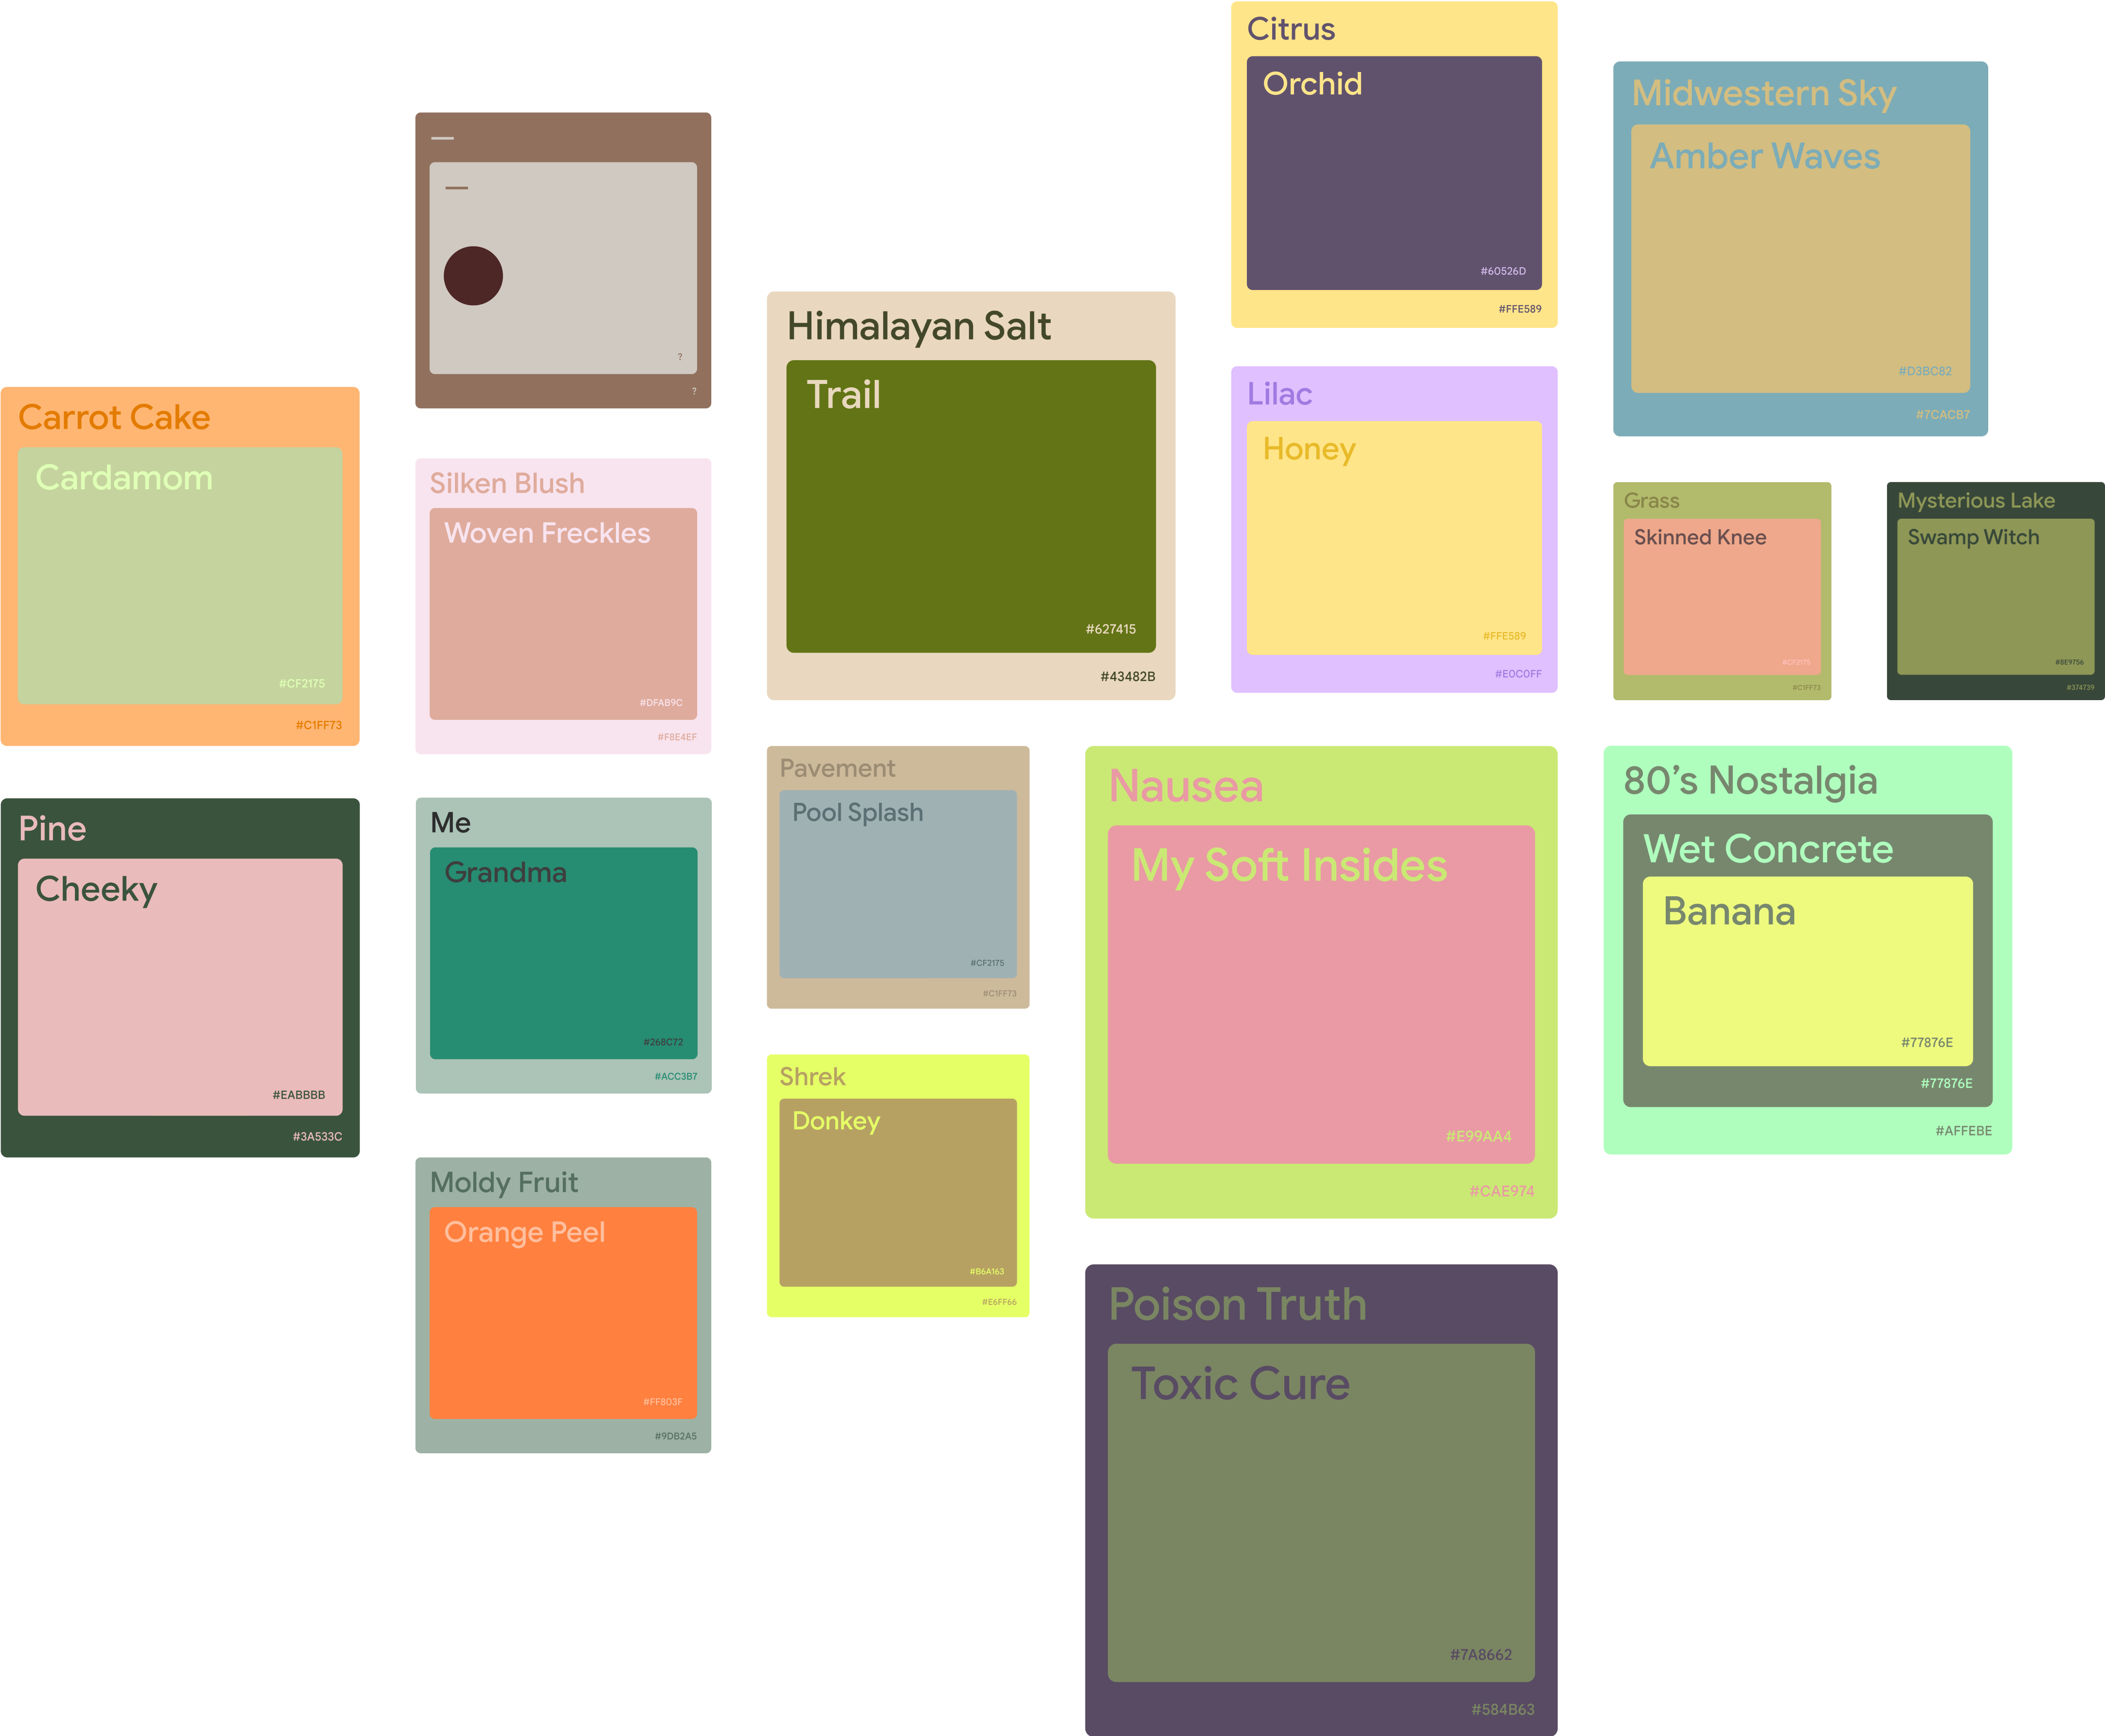 Citrus
Orchid
#60526D
#FFE589
Midwestern Sky
Amber Waves
#D3BC82
#7CACB7
—
—
?
?
Himalayan Salt
Trail
#627415
#43482B
Lilac
Honey
#FFE589
#E0C0FF
Carrot Cake
Cardamom
#CF2175
#C1FF73
Silken Blush
Woven Freckles
#DFAB9C
#F8E4EF
Grass
Skinned Knee
#CF2175
#C1FF73
Mysterious Lake
Swamp Witch
#8E9756
#374739
Pine
Cheeky
#EABBBB
#3A533C
Me
Grandma
#268C72
#ACC3B7
Pavement
Pool Splash
#CF2175
#C1FF73
Nausea
My Soft Insides
#E99AA4
#CAE974
80’s Nostalgia
Wet Concrete
Banana
#77876E
#77876E
#AFFEBE
Shrek
Donkey
#B6A163
#E6FF66
Moldy Fruit
Orange Peel
#FF803F
#9DB2A5
Poison Truth
Toxic Cure
#7A8662
#584B63